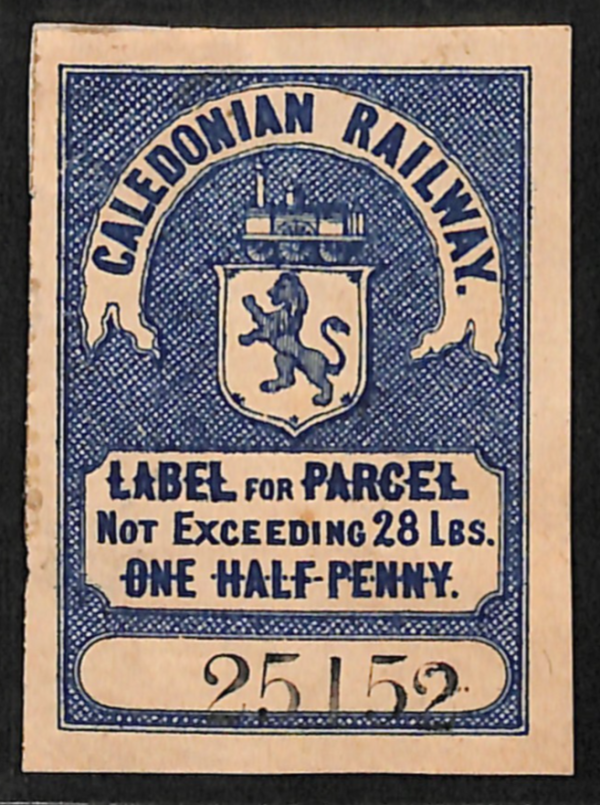 CALEDONIAN RAILWAY.
LABEL FOR PARCEL
NOT EXCEEDING 28 LBS.
ONE HALF-PENNY.
25152